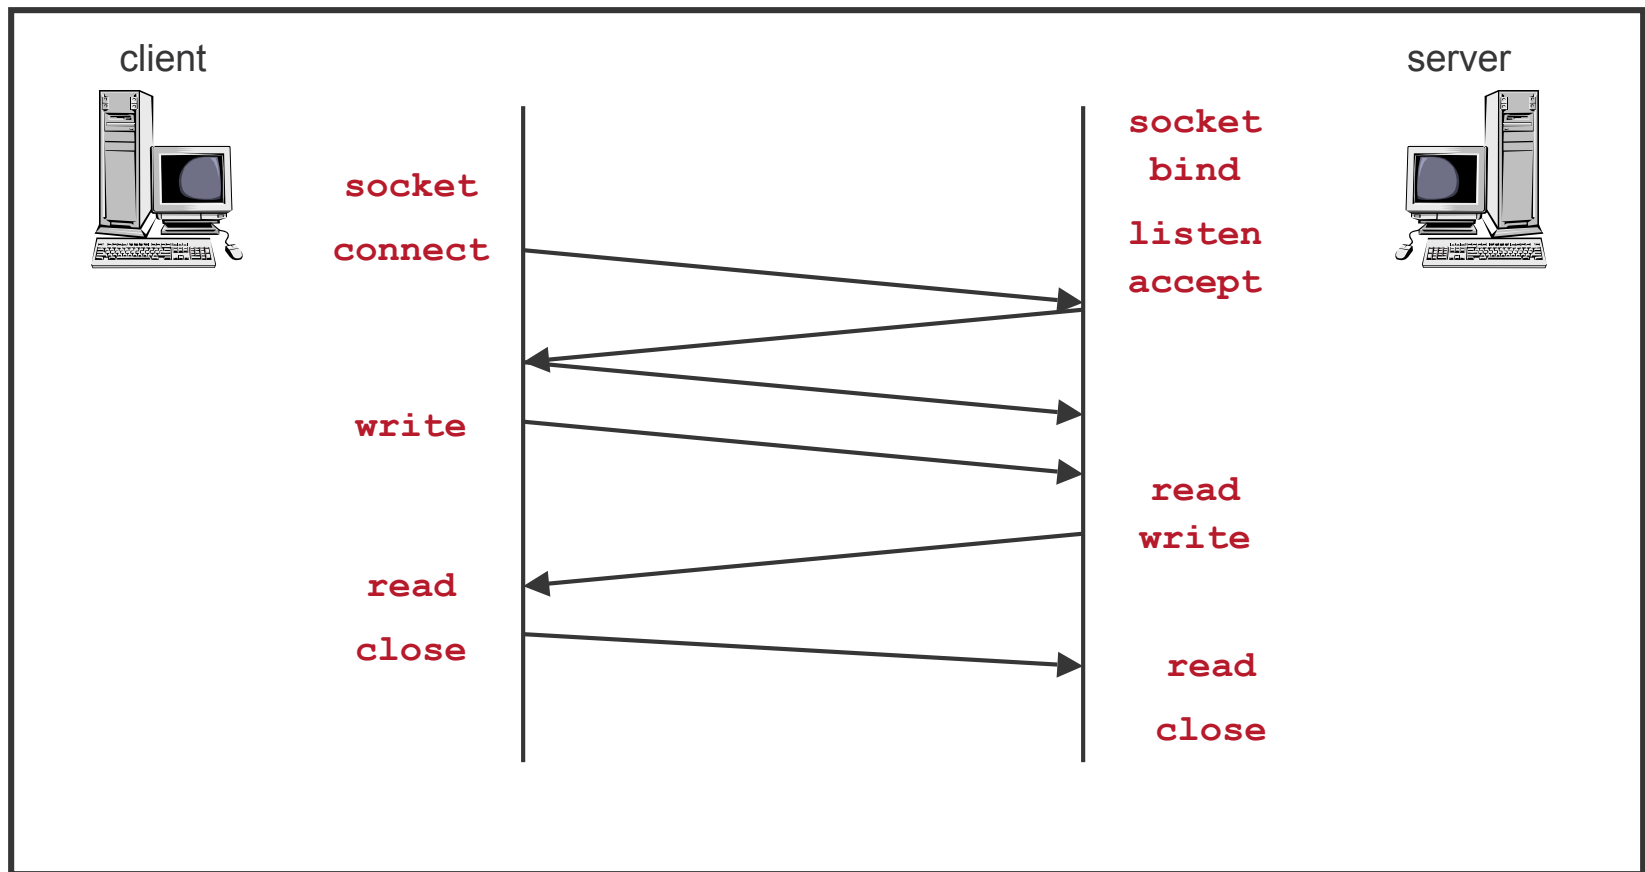 client
server
socket
bind
socket
listen
connect
accept
write
read
write
read
close
read
close